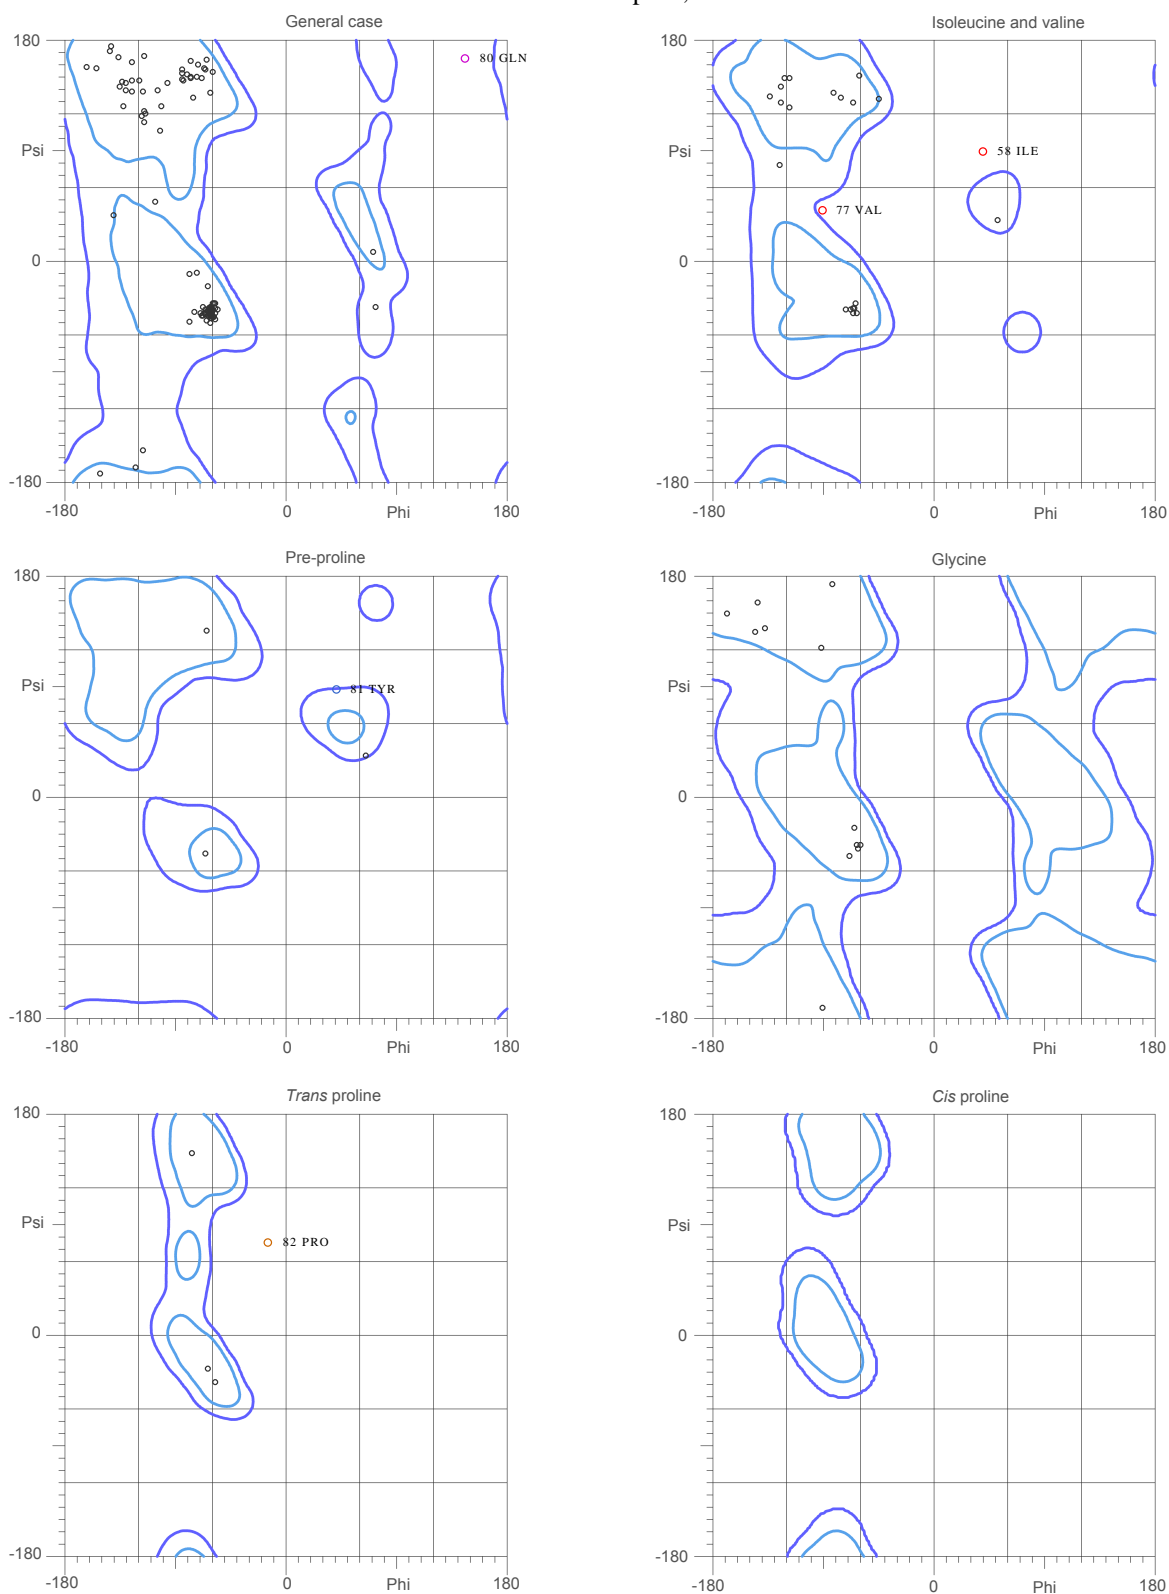 General case
180
80 GLN
Psi
0
-180
-180
0
Phi
180
Isoleucine and valine
180
58 ILE
Psi
77 VAL
0
-180
-180
0
Phi
180
Pre-proline
180
Psi
81 TYR
0
-180
-180
0
Phi
180
Glycine
180
Psi
0
-180
-180
0
Phi
180
Trans proline
180
Psi
82 PRO
0
-180
-180
0
Phi
180
Cis proline
180
Psi
0
-180
-180
0
Phi
180